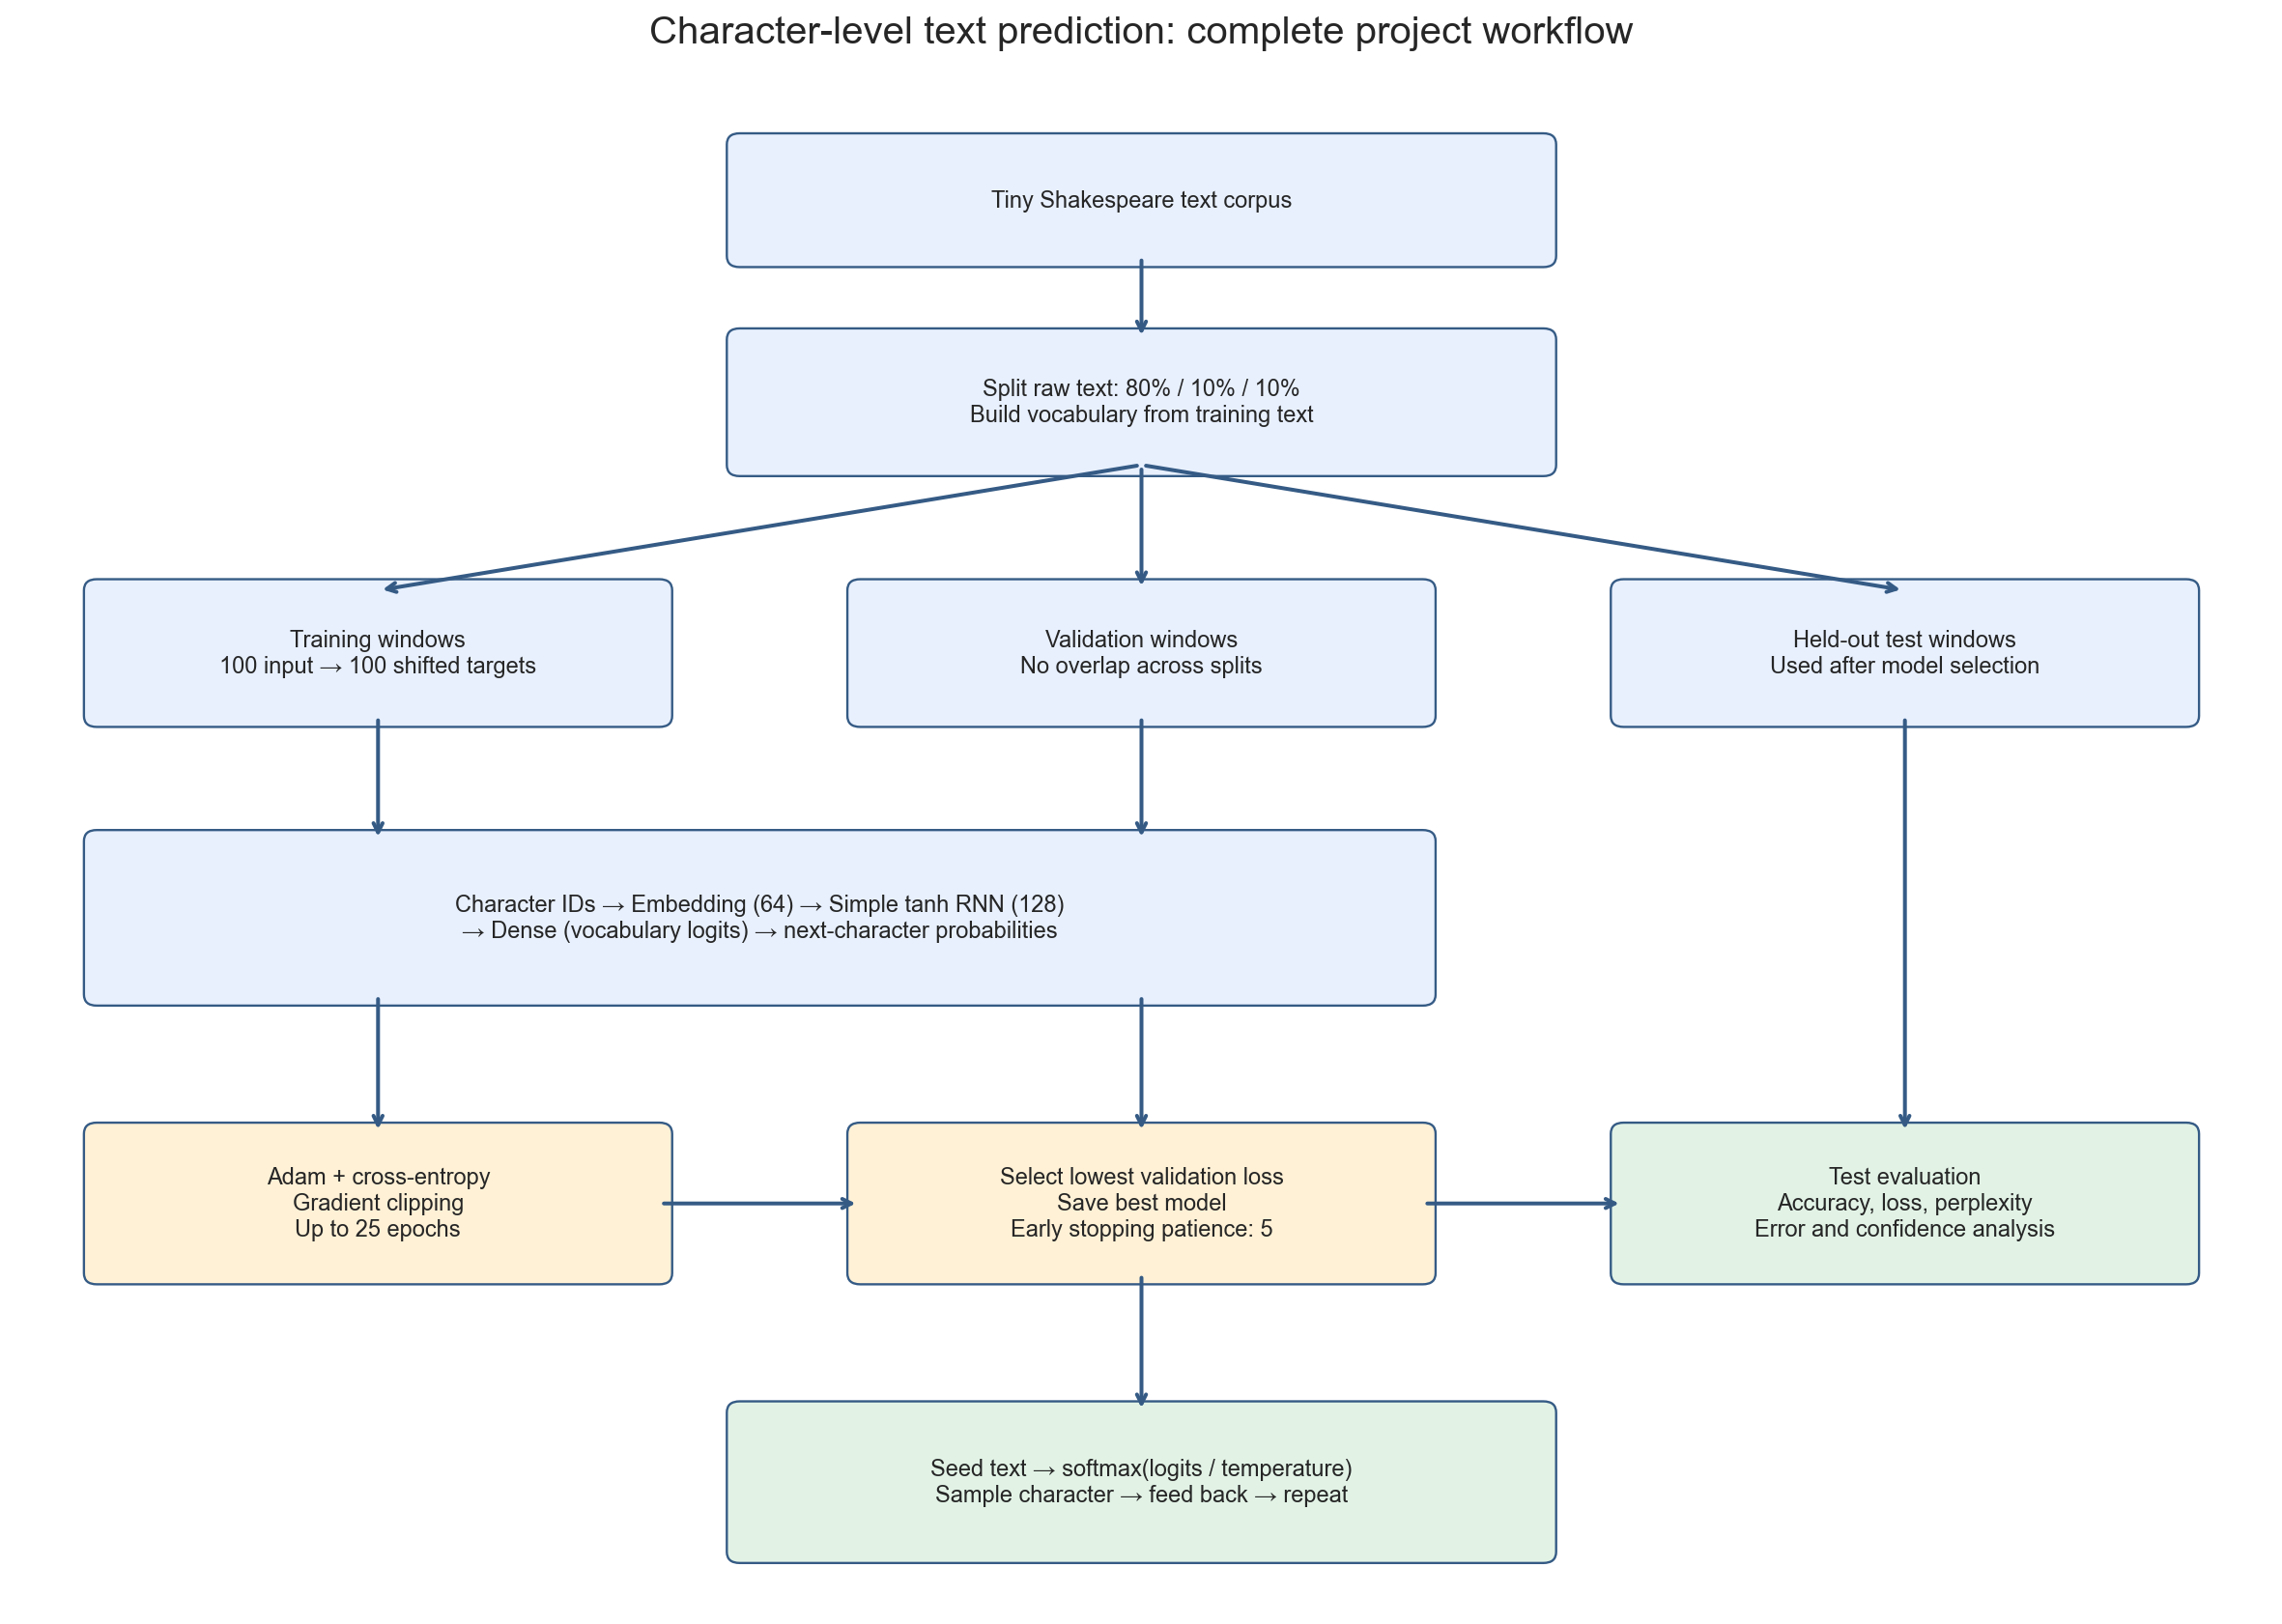 Character-level text prediction: complete project workflow
Tiny Shakespeare text corpus
Split raw text: 80% / 10% / 10%
Build vocabulary from training text
Training windows
100 input → 100 shifted targets
Validation windows
No overlap across splits
Held-out test windows
Used after model selection
Character IDs → Embedding (64) → Simple tanh RNN (128)
→ Dense (vocabulary logits) → next-character probabilities
Adam + cross-entropy
Gradient clipping
Up to 25 epochs
Select lowest validation loss
Save best model
Early stopping patience: 5
Test evaluation
Accuracy, loss, perplexity
Error and confidence analysis
Seed text → softmax(logits / temperature)
Sample character → feed back → repeat